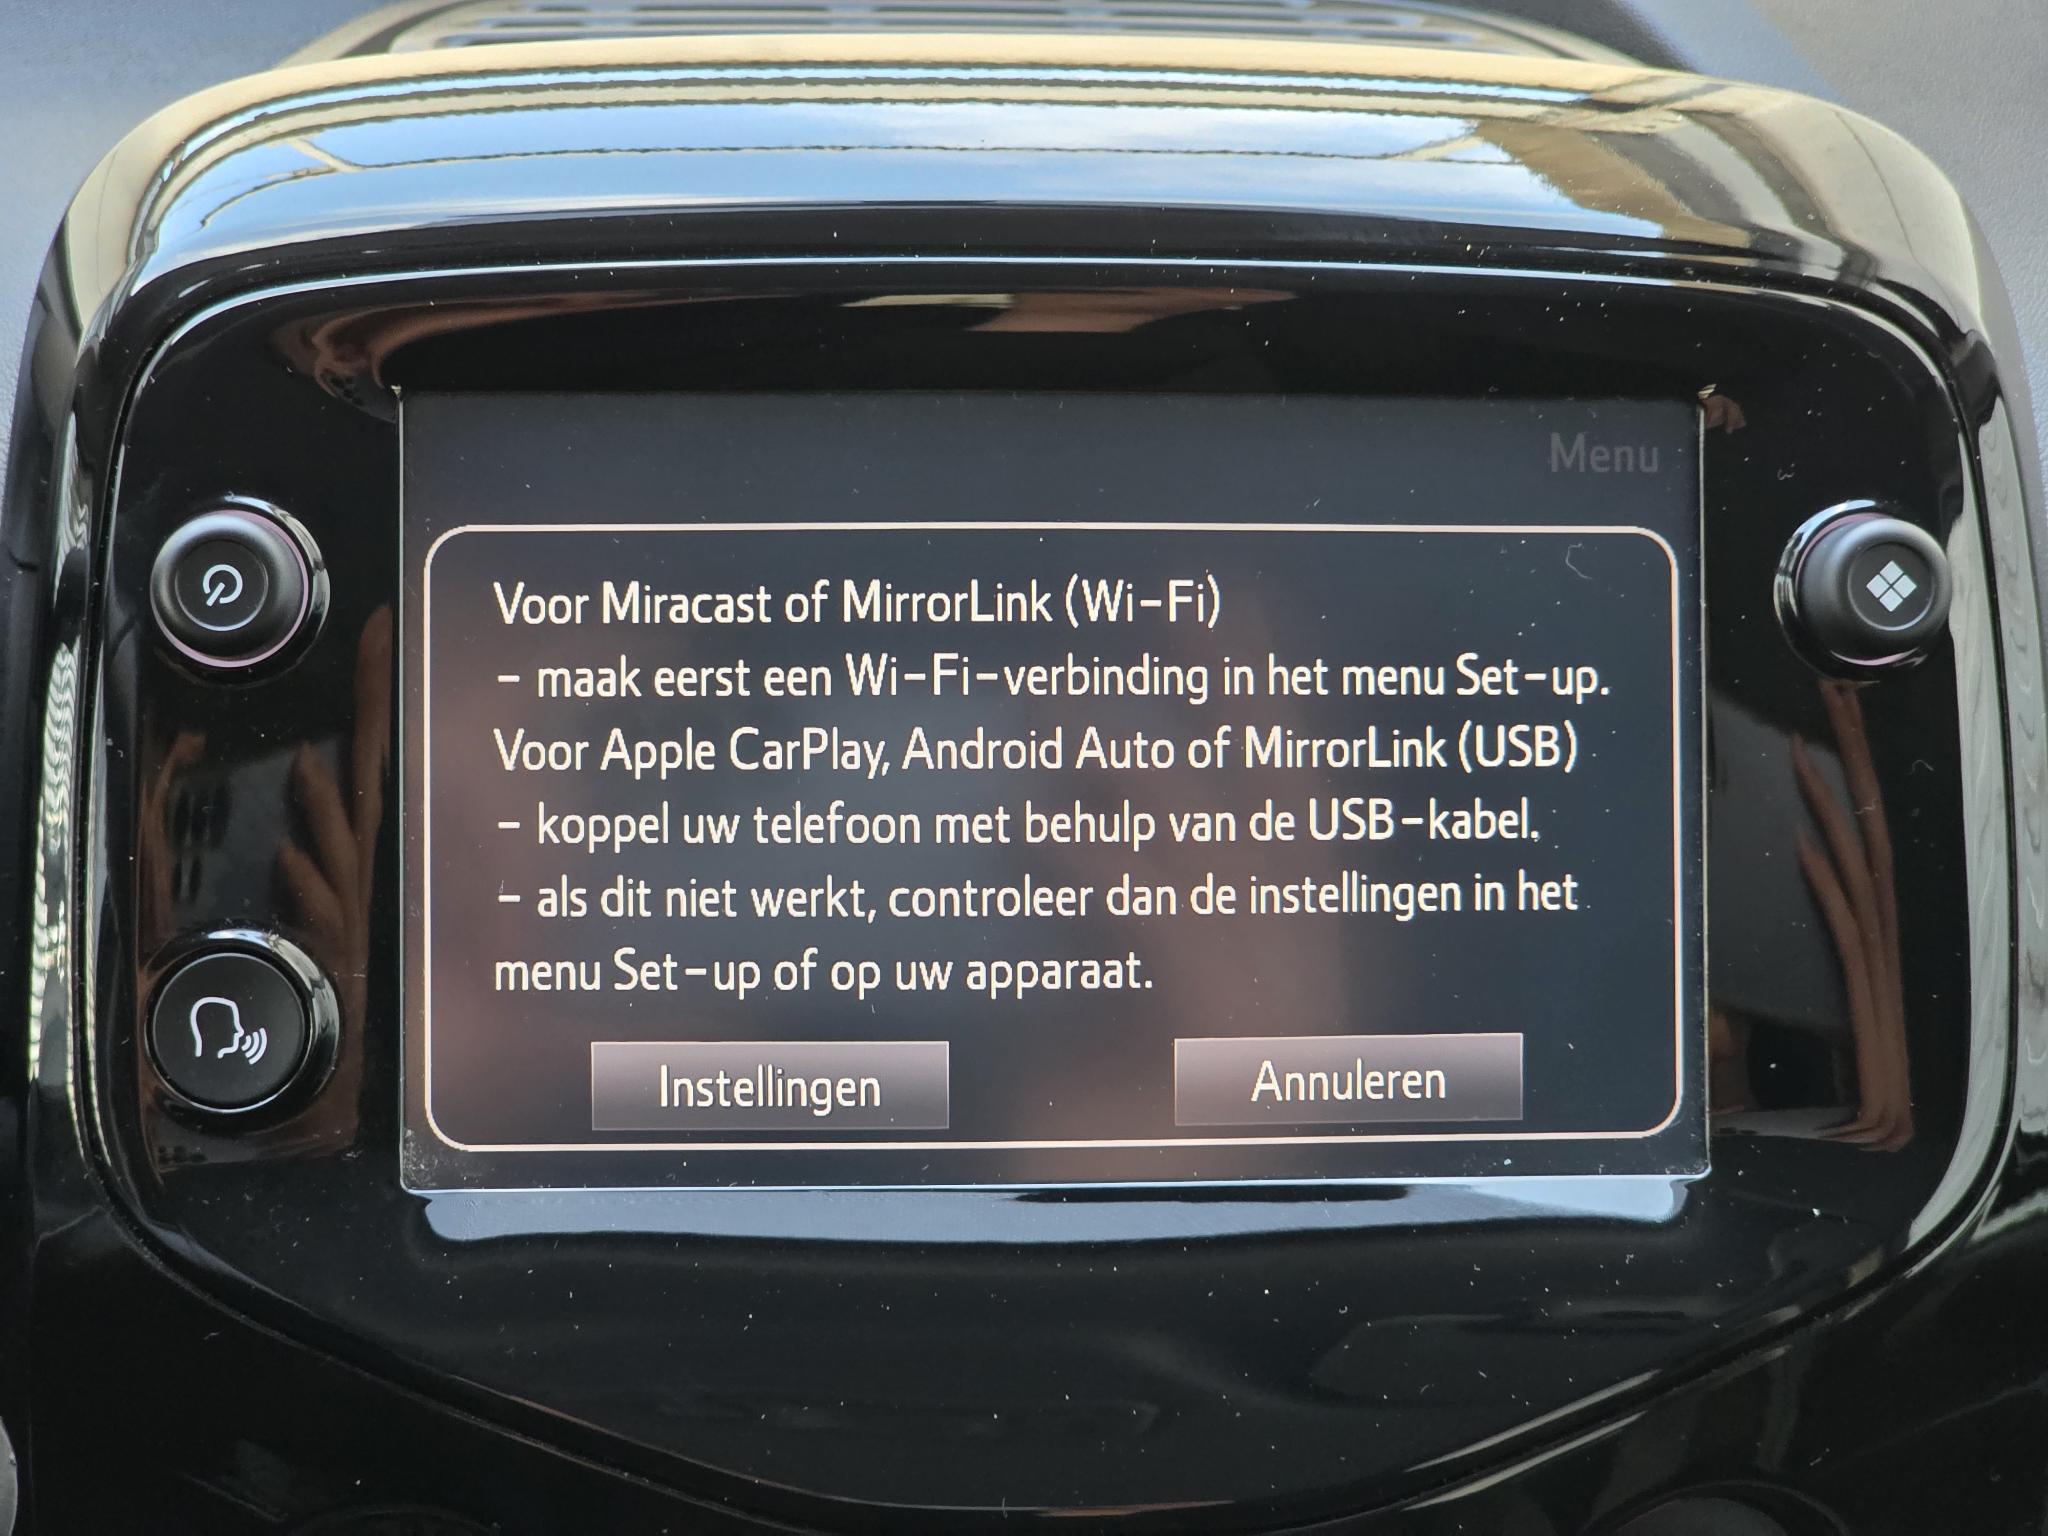 Menu
Voor Miracast of MirrorLink (Wi-Fi)
- maak eerst een Wi-Fi-verbinding in het menu Set-up.
Voor Apple CarPlay, Android Auto of MirrorLink (USB)
- koppel uw telefoon met behulp van de USB-kabel.
- als dit niet werkt, controleer dan de instellingen in het
menu Set-up of op uw apparaat.
Instellingen
Annuleren